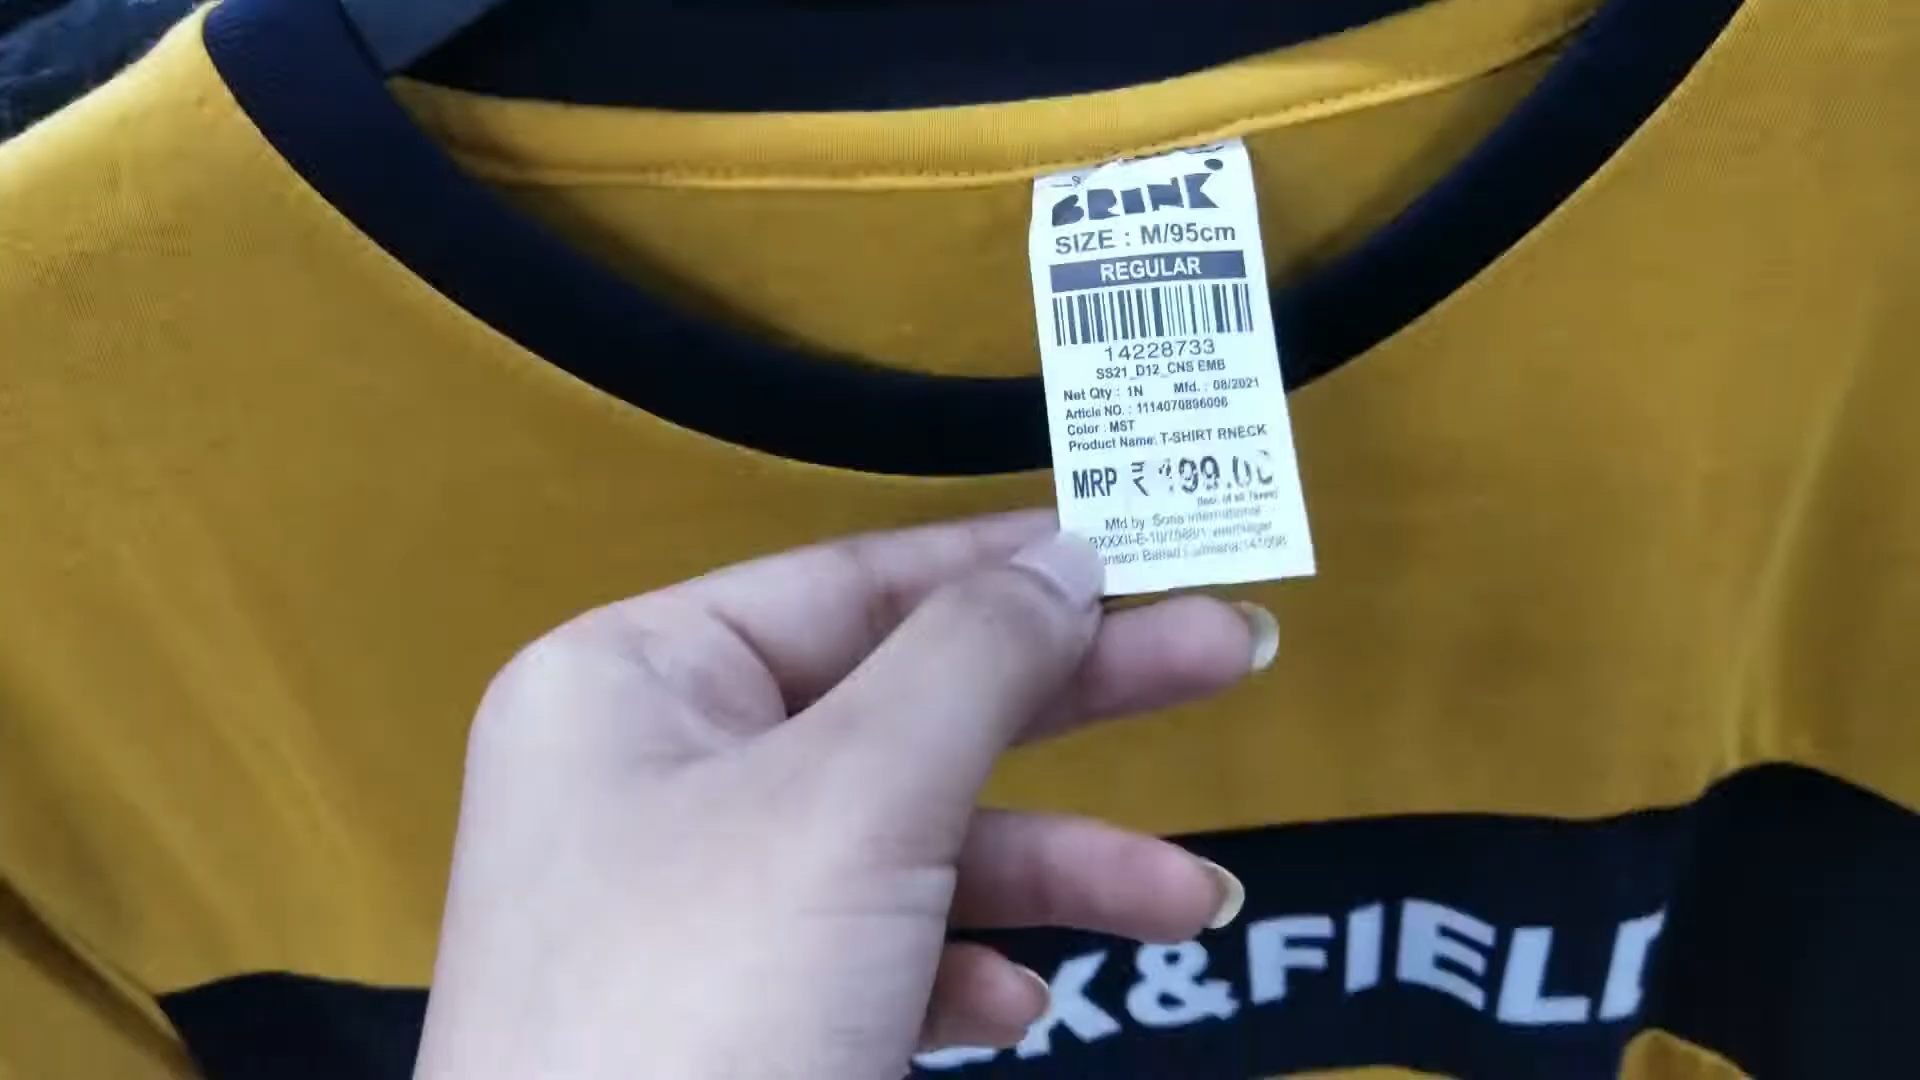 BRINK
SIZE : M/95cm
REGULAR
14228733
SS21_D12_CNS EMB
Net Qty : 1N Mfd. : 08/2021
Article NO. : 1114070896006
Color : MST
Product Name: T-SHIRT RNECK
MRP ₹
Mfd by: International
K&FIEL